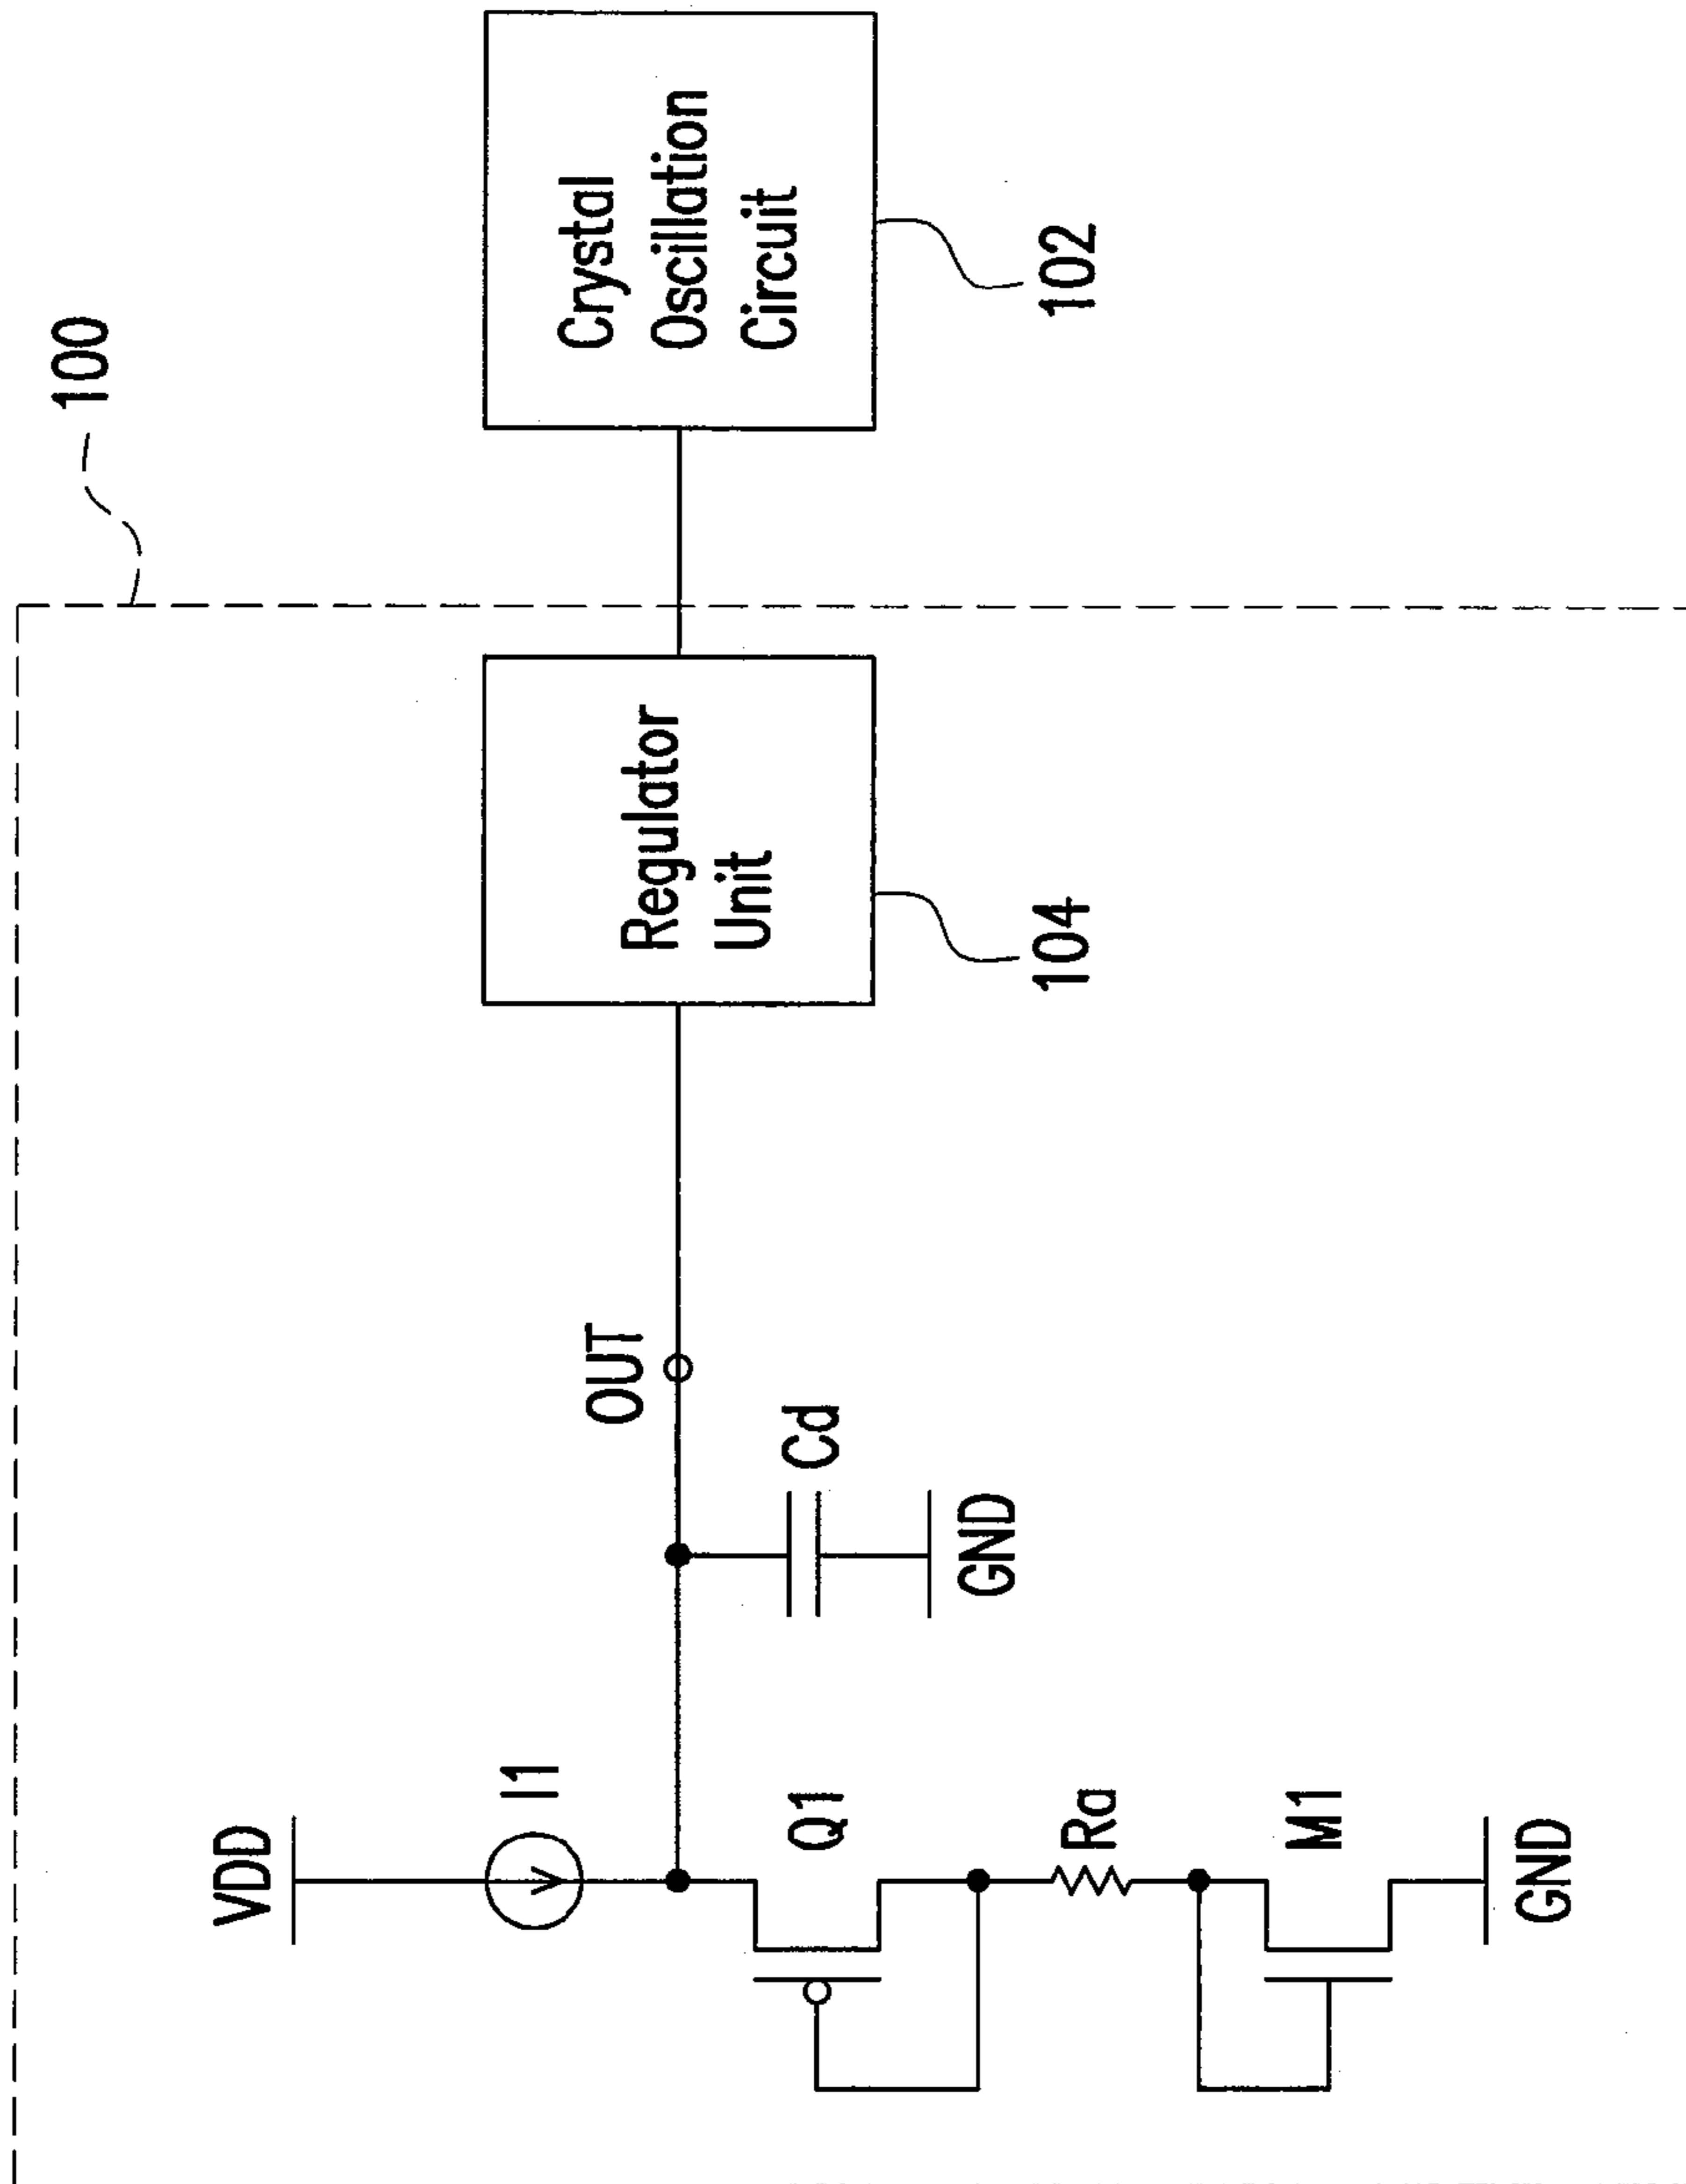 100
VDD
I1
Q1
Ra
M1
GND
OUT
Cd
GND
Regulator
Unit
104
Crystal
Oscillation
Circuit
102